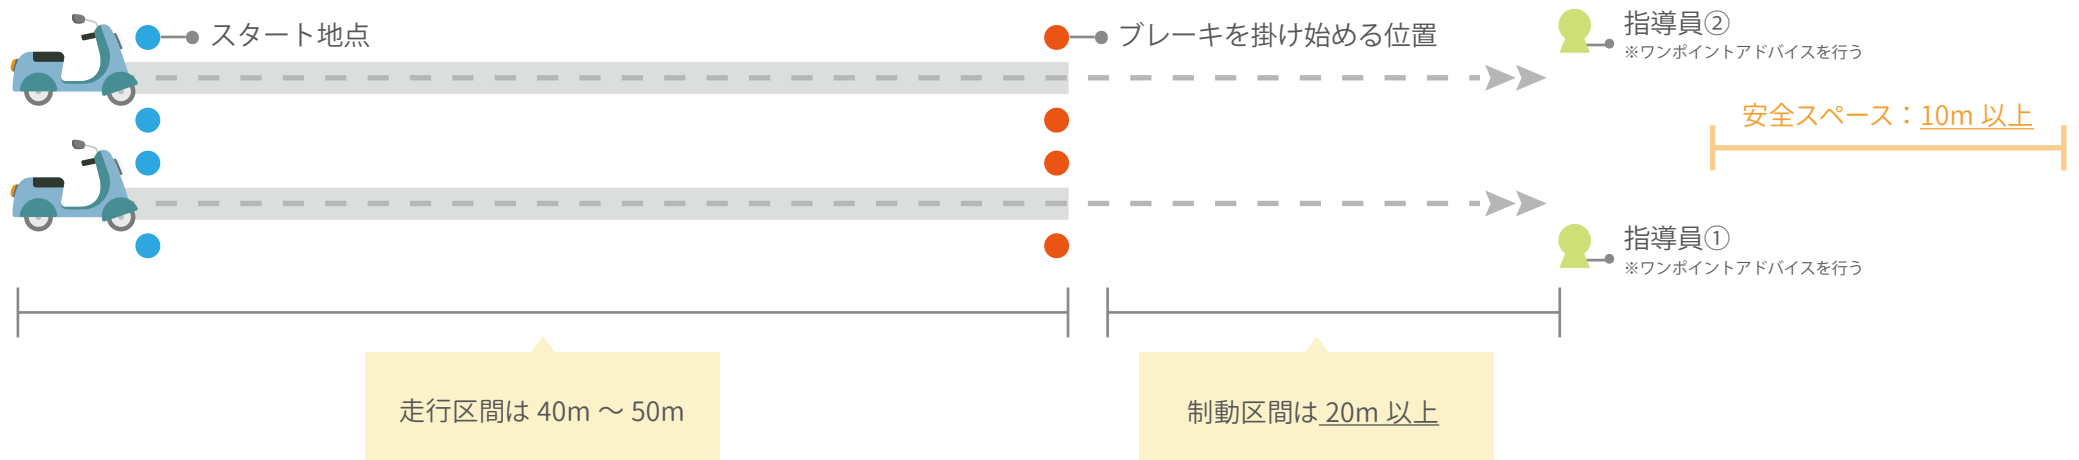 スタート地点
ブレーキを掛け始める位置
指導員②
※ワンポイントアドバイスを行う
安全スペース：10m 以上
指導員①
※ワンポイントアドバイスを行う
走行区間は 40m ～ 50m
制動区間は 20m 以上